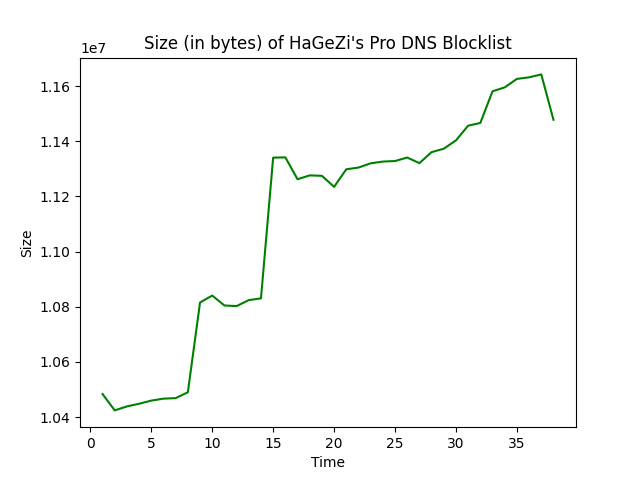 Size (in bytes) of HaGeZi's Pro DNS Blocklist
1e7
1.16
1.14
1.12
1.10
1.08
1.06
1.04
Size
0 5 10 15 20 25 30 35
Time